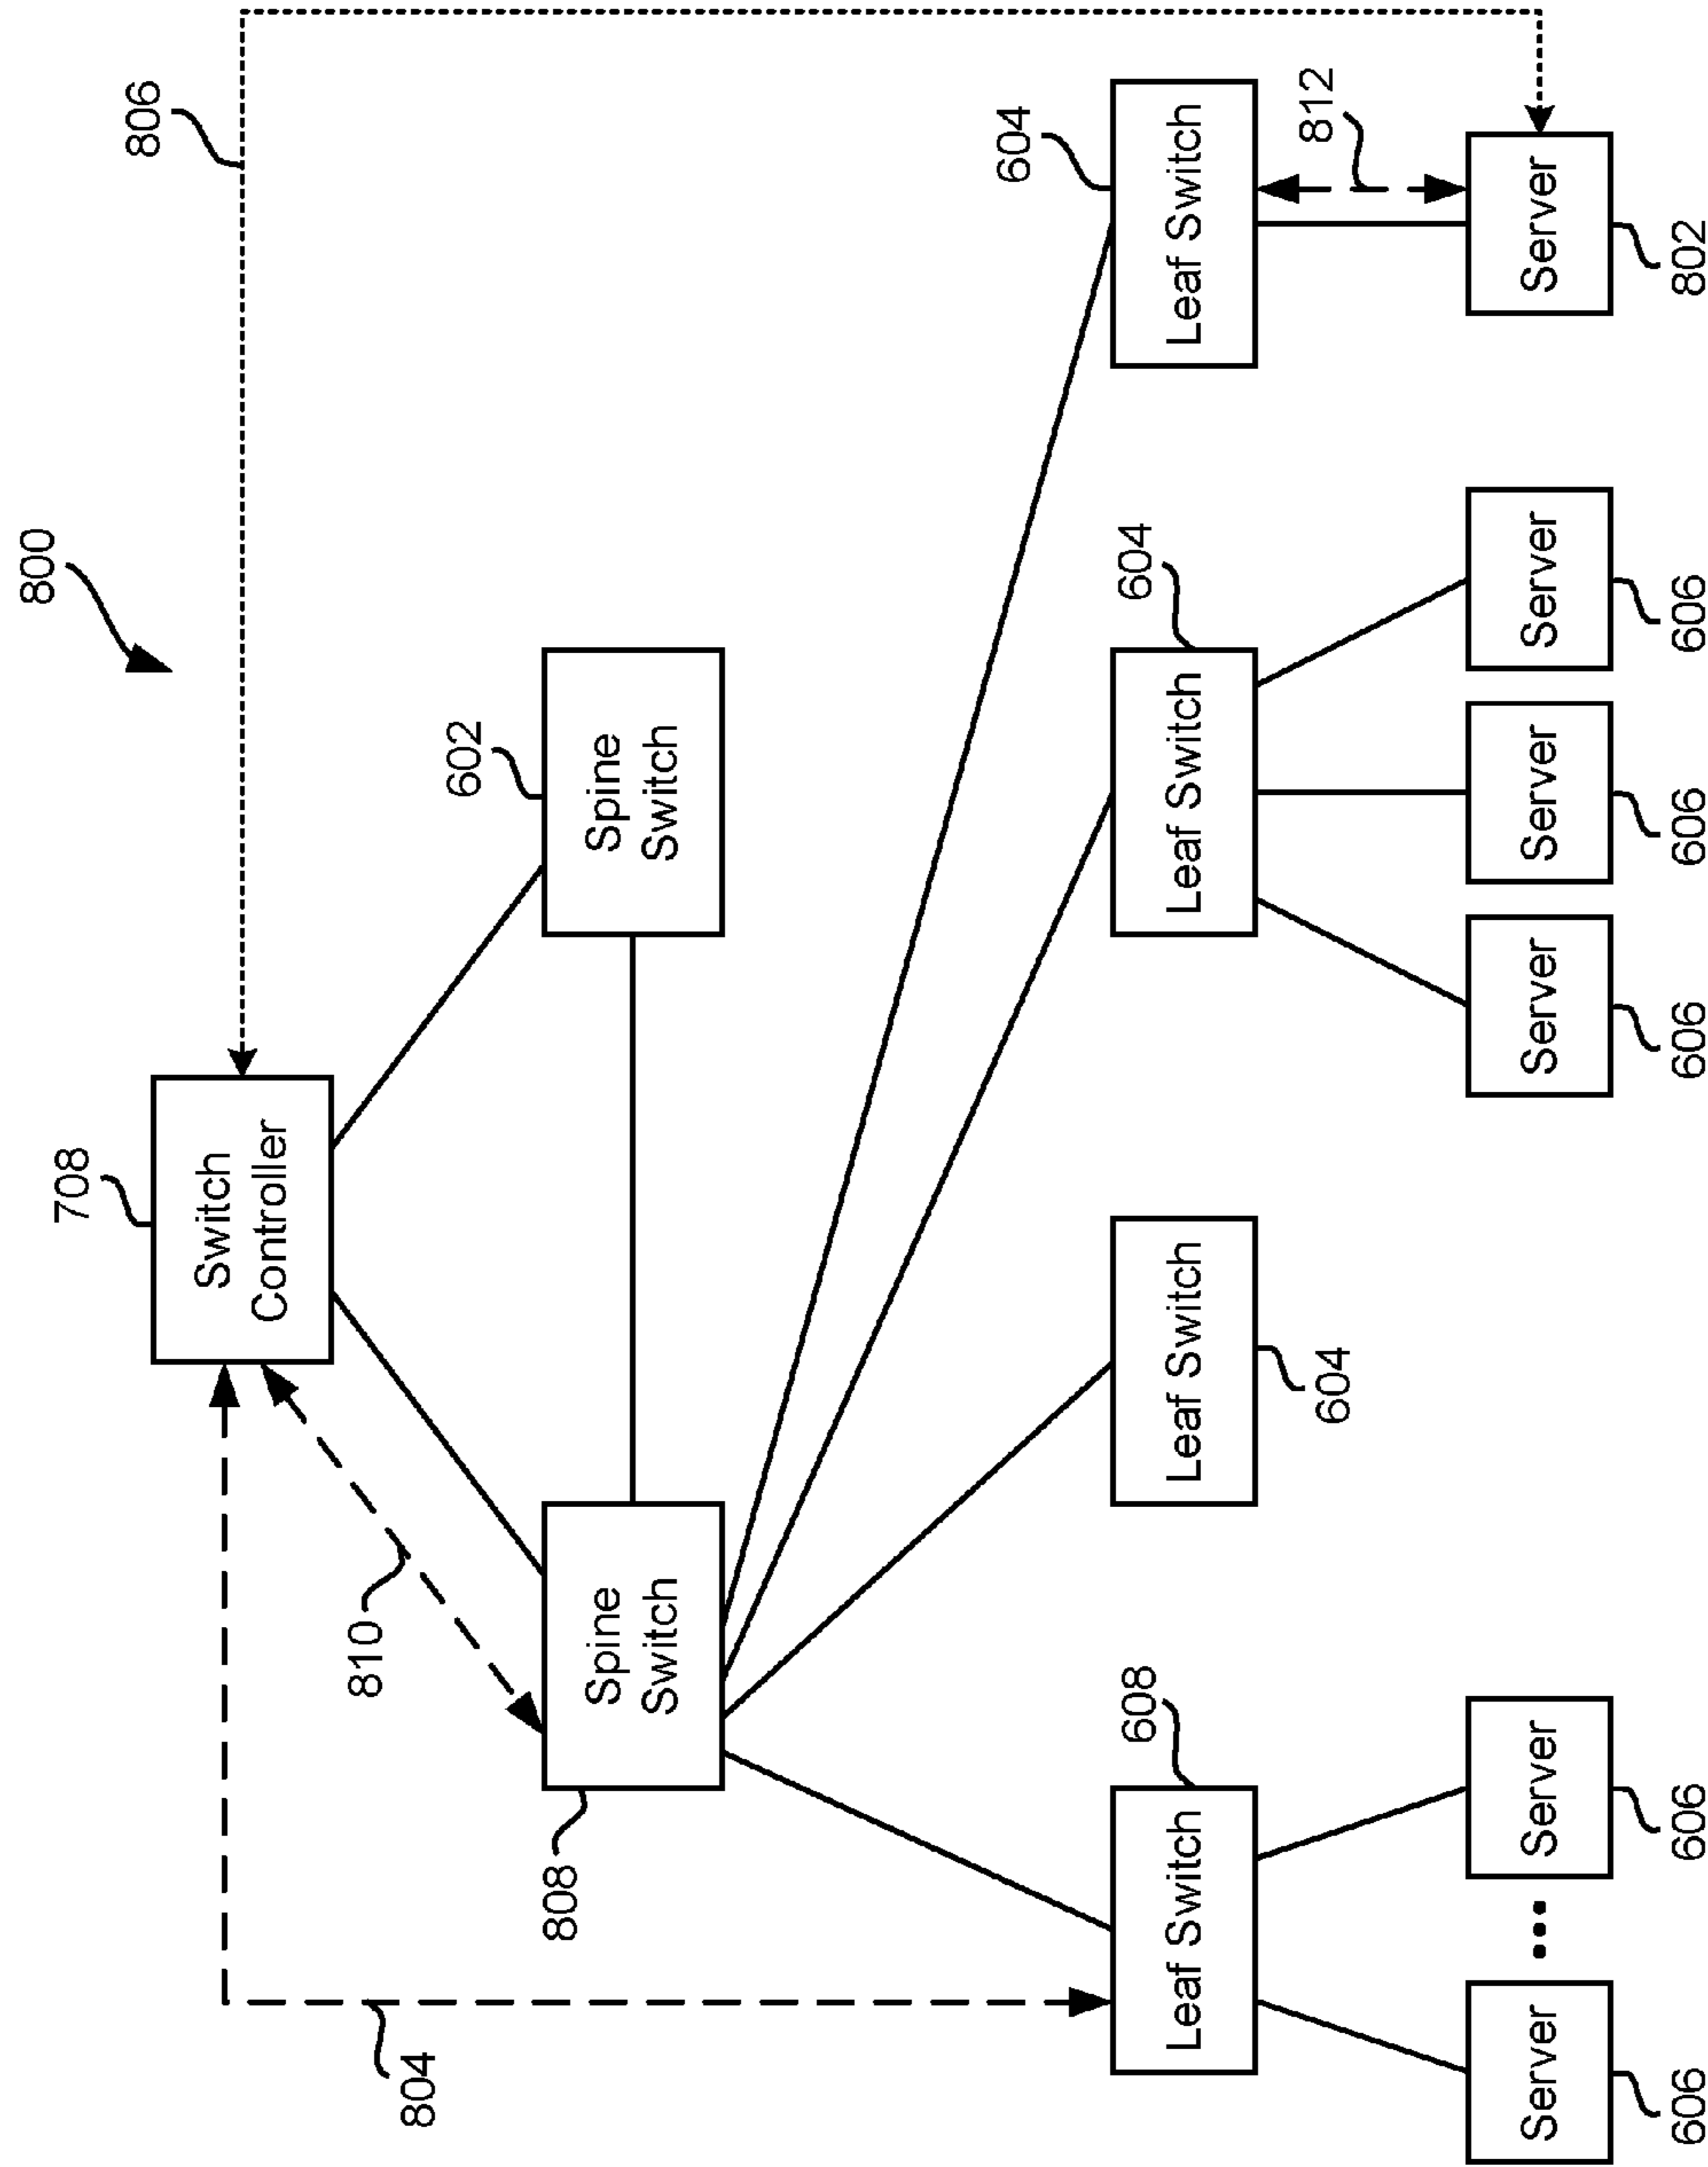 800
806
708
Switch
Controller
804
810
602
808
Spine
Switch
Spine
Switch
608
604
604
Leaf Switch
Leaf Switch
Leaf Switch
Leaf Switch
604
812
Server
...
Server
Server
Server
Server
Server
606
606
606
606
606
802